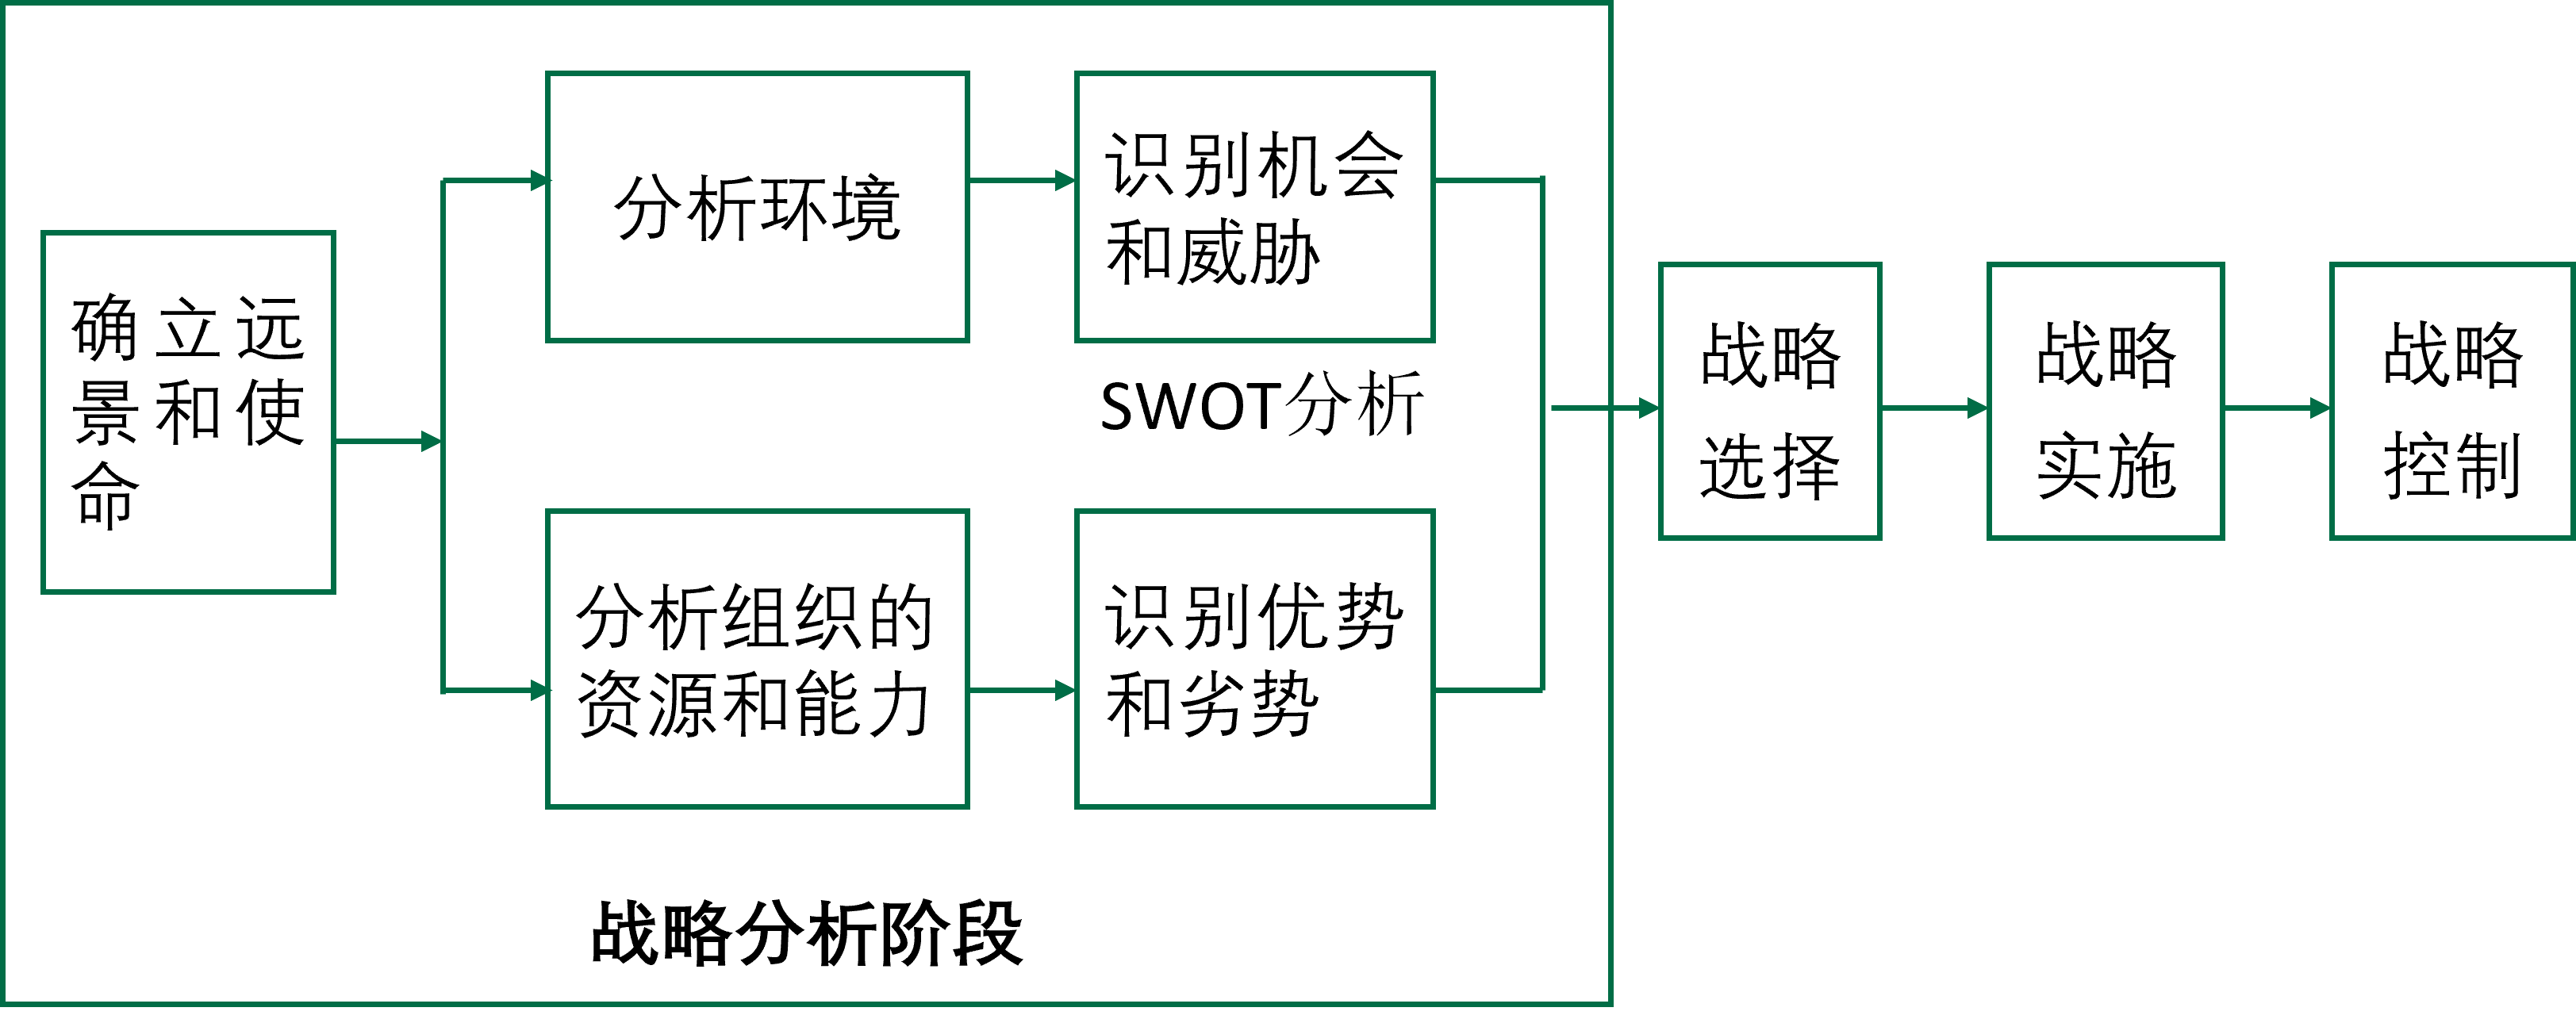 确立远
景和使
命
分析环境
识别机会
和威胁
SWOT分析
分析组织的
资源和能力
识别优势
和劣势
战略
选择
战略
实施
战略
控制
战略分析阶段